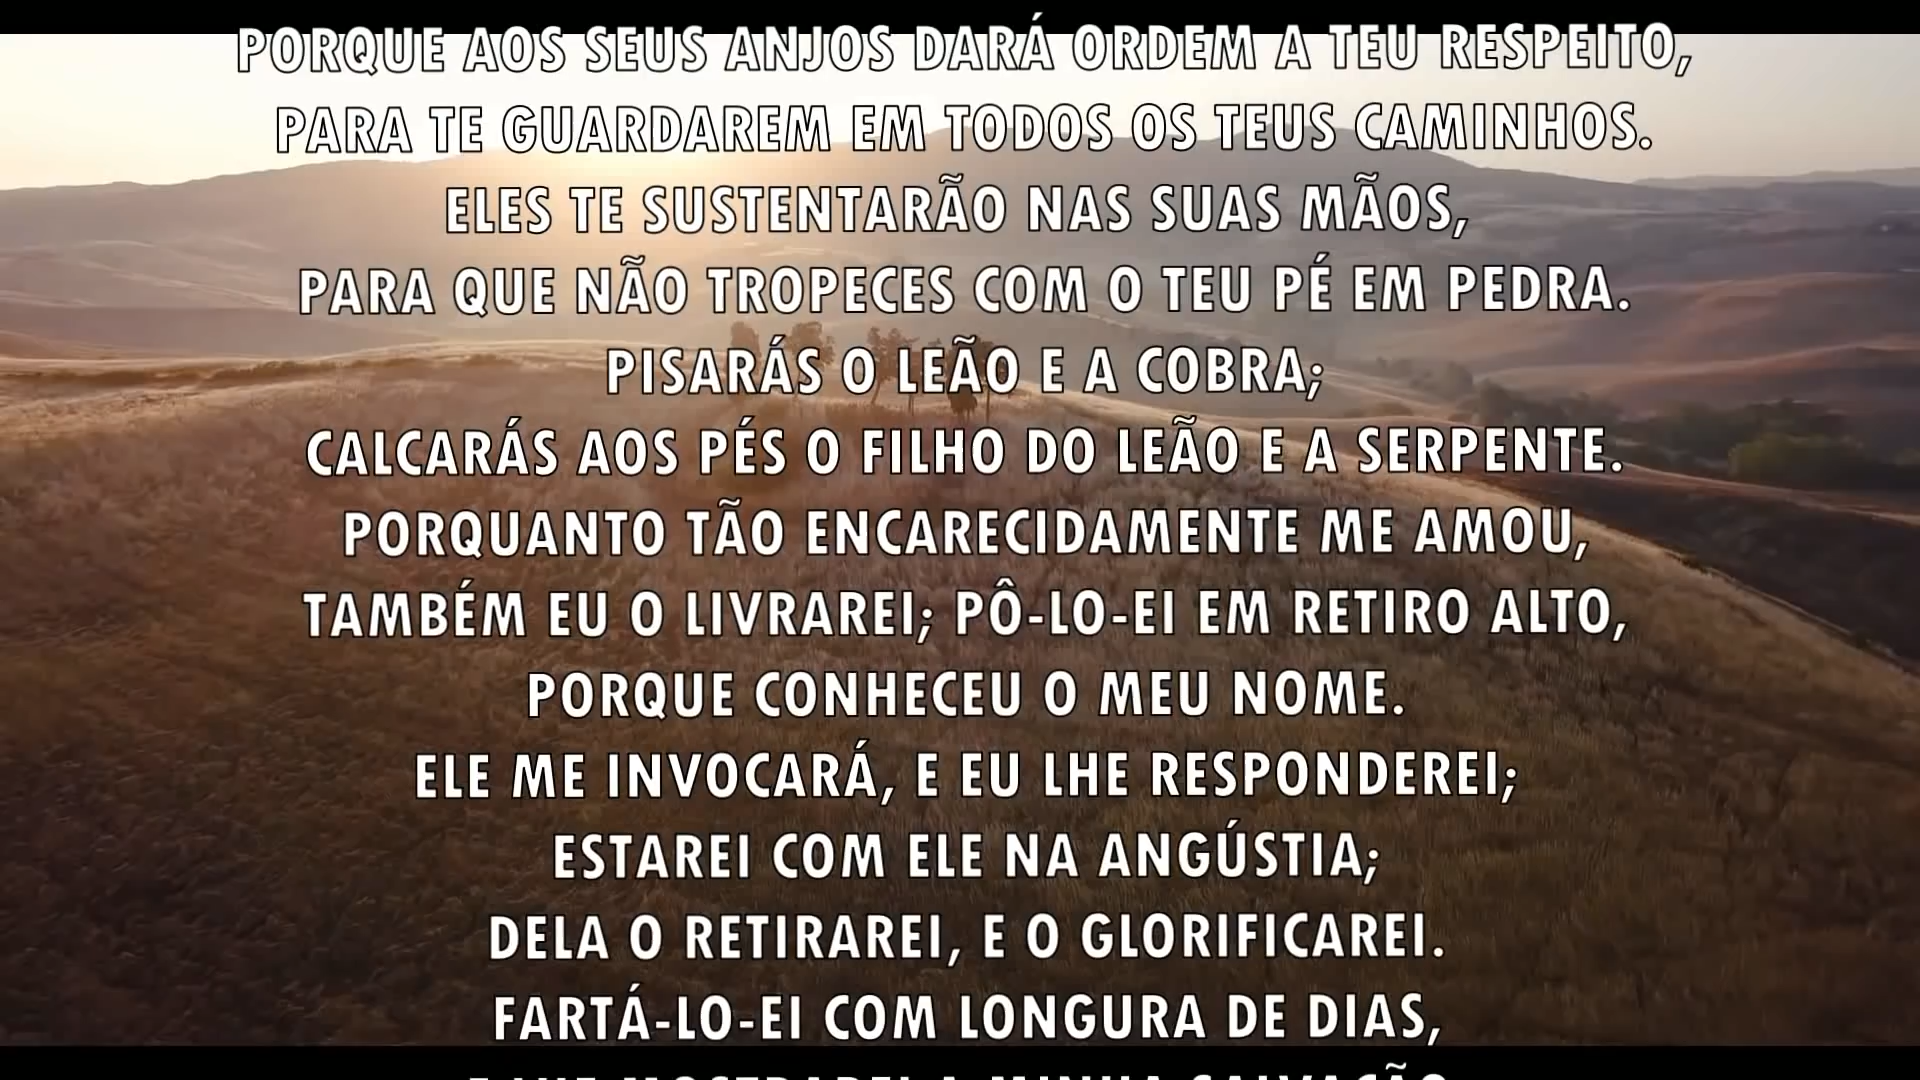 PORQUE AOS SEUS ANJOS DARÁ ORDEM A TEU RESPEITO,
PARA TE GUARDAREM EM TODOS OS TEUS CAMINHOS.
ELES TE SUSTENTARÃO NAS SUAS MÃOS,
PARA QUE NÃO TROPECES COM O TEU PÉ EM PEDRA.
PISARÁS O LEÃO E A COBRA;
CALCARÁS AOS PÉS O FILHO DO LEÃO E A SERPENTE.
PORQUANTO TÃO ENCARECIDAMENTE ME AMOU,
TAMBÉM EU O LIVRAREI; PÔ-LO-EI EM RETIRO ALTO,
PORQUE CONHECEU O MEU NOME.
ELE ME INVOCARÁ, E EU LHE RESPONDEREI;
ESTAREI COM ELE NA ANGÚSTIA;
DELA O RETIRAREI, E O GLORIFICAREI.
FARTÁ-LO-EI COM LONGURA DE DIAS,